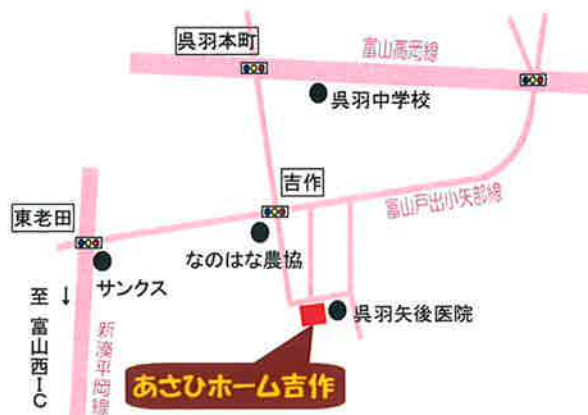 呉羽本町
富山高岡線
呉羽中学校
吉作
富山戸出小矢部線
東老田
なのはな農協
サンクス
呉羽矢後医院
至 ↓ 富山西IC
新湊平岡線
あさひホーム吉作